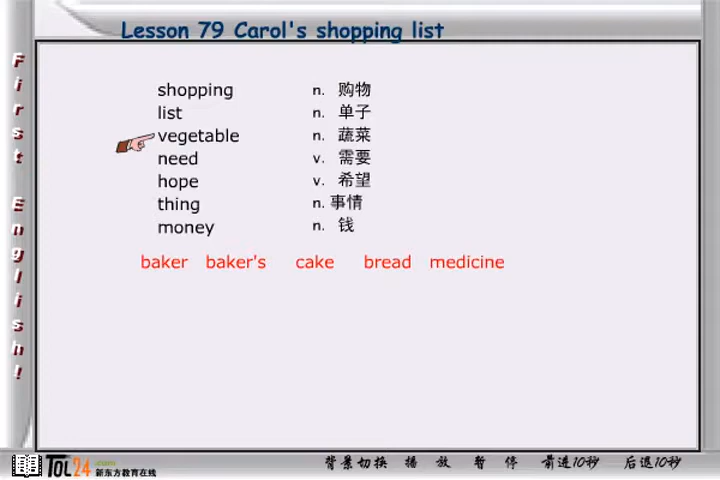 Lesson 79 Carol's shopping list
First English!
shopping n. 购物
list n. 单子
vegetable n. 蔬菜
need v. 需要
hope v. 希望
thing n. 事情
money n. 钱
baker baker's cake bread medicine
TOL24
新东方教育在线
背景切换 播放 暂停 前进10秒 后退10秒